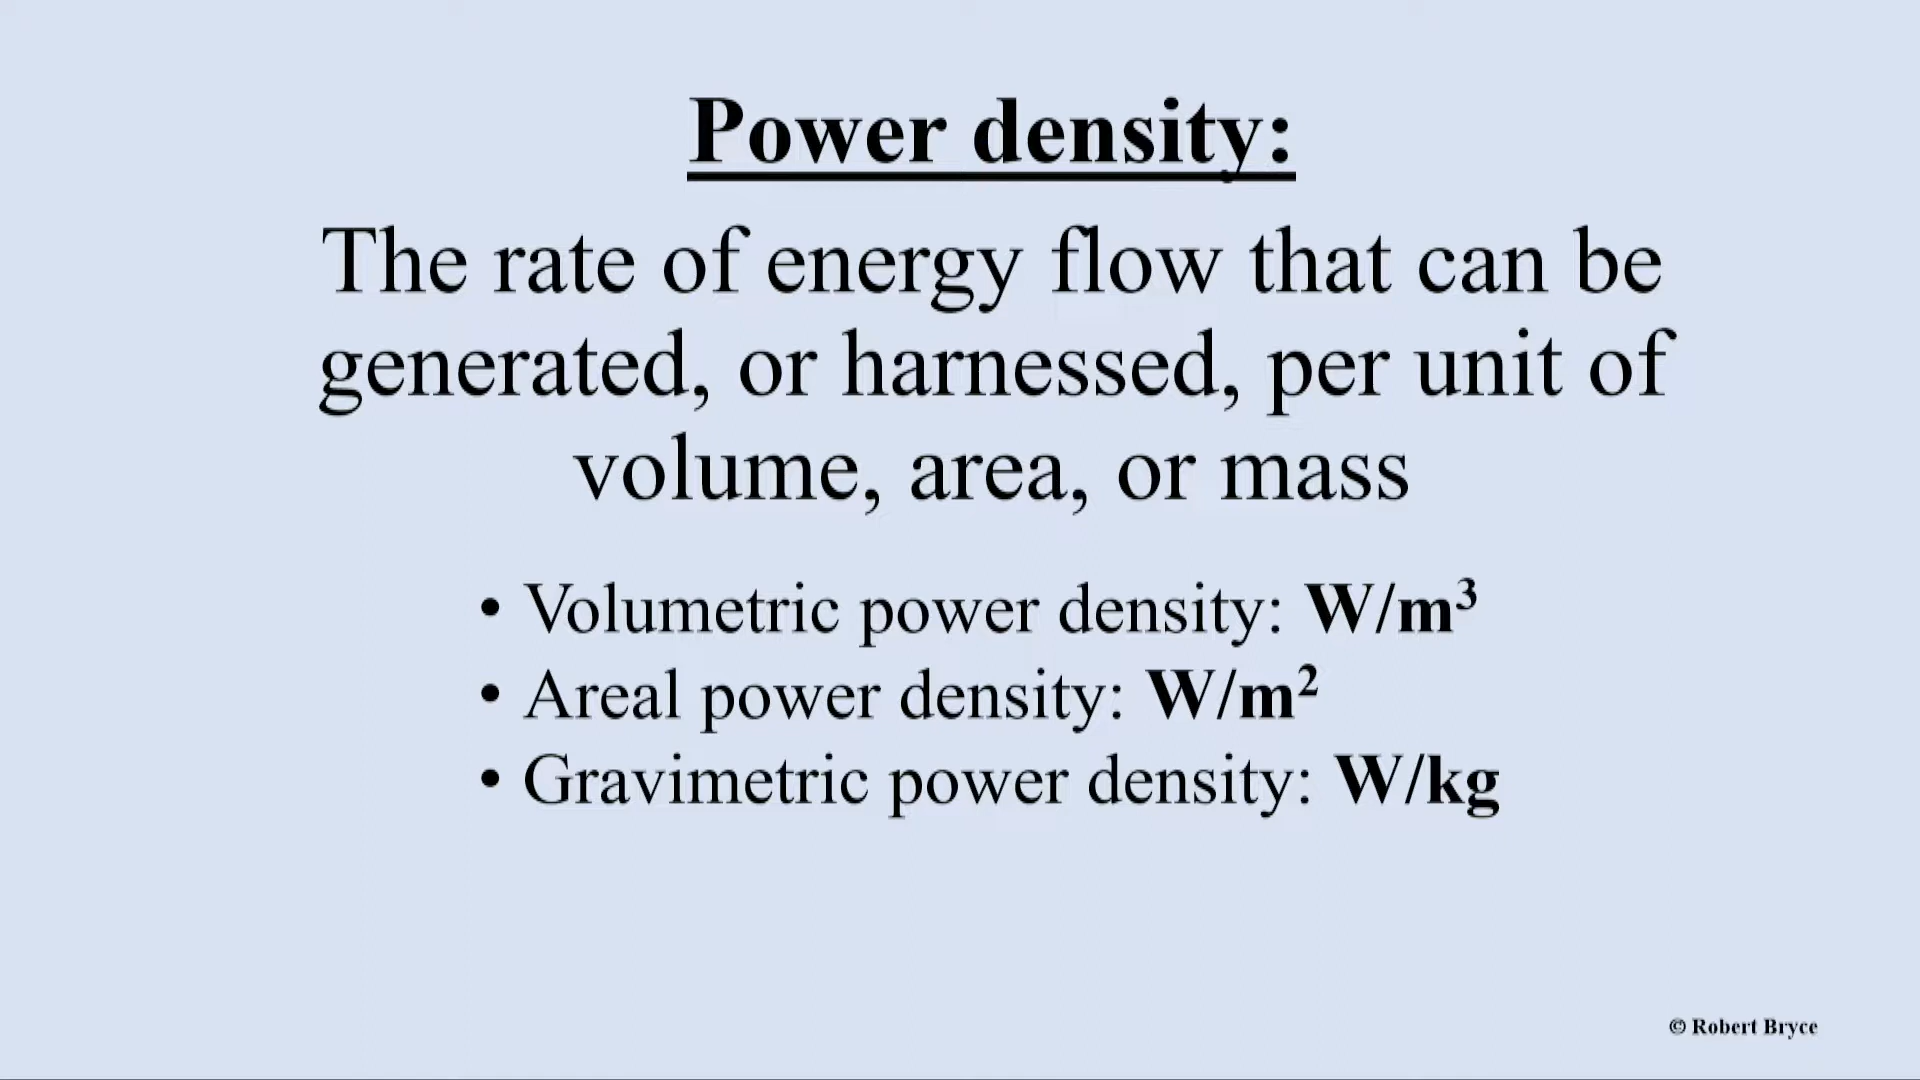 Power density:
The rate of energy flow that can be
generated, or harnessed, per unit of
volume, area, or mass
• Volumetric power density: W/m³
• Areal power density: W/m²
• Gravimetric power density: W/kg
© Robert Bryce